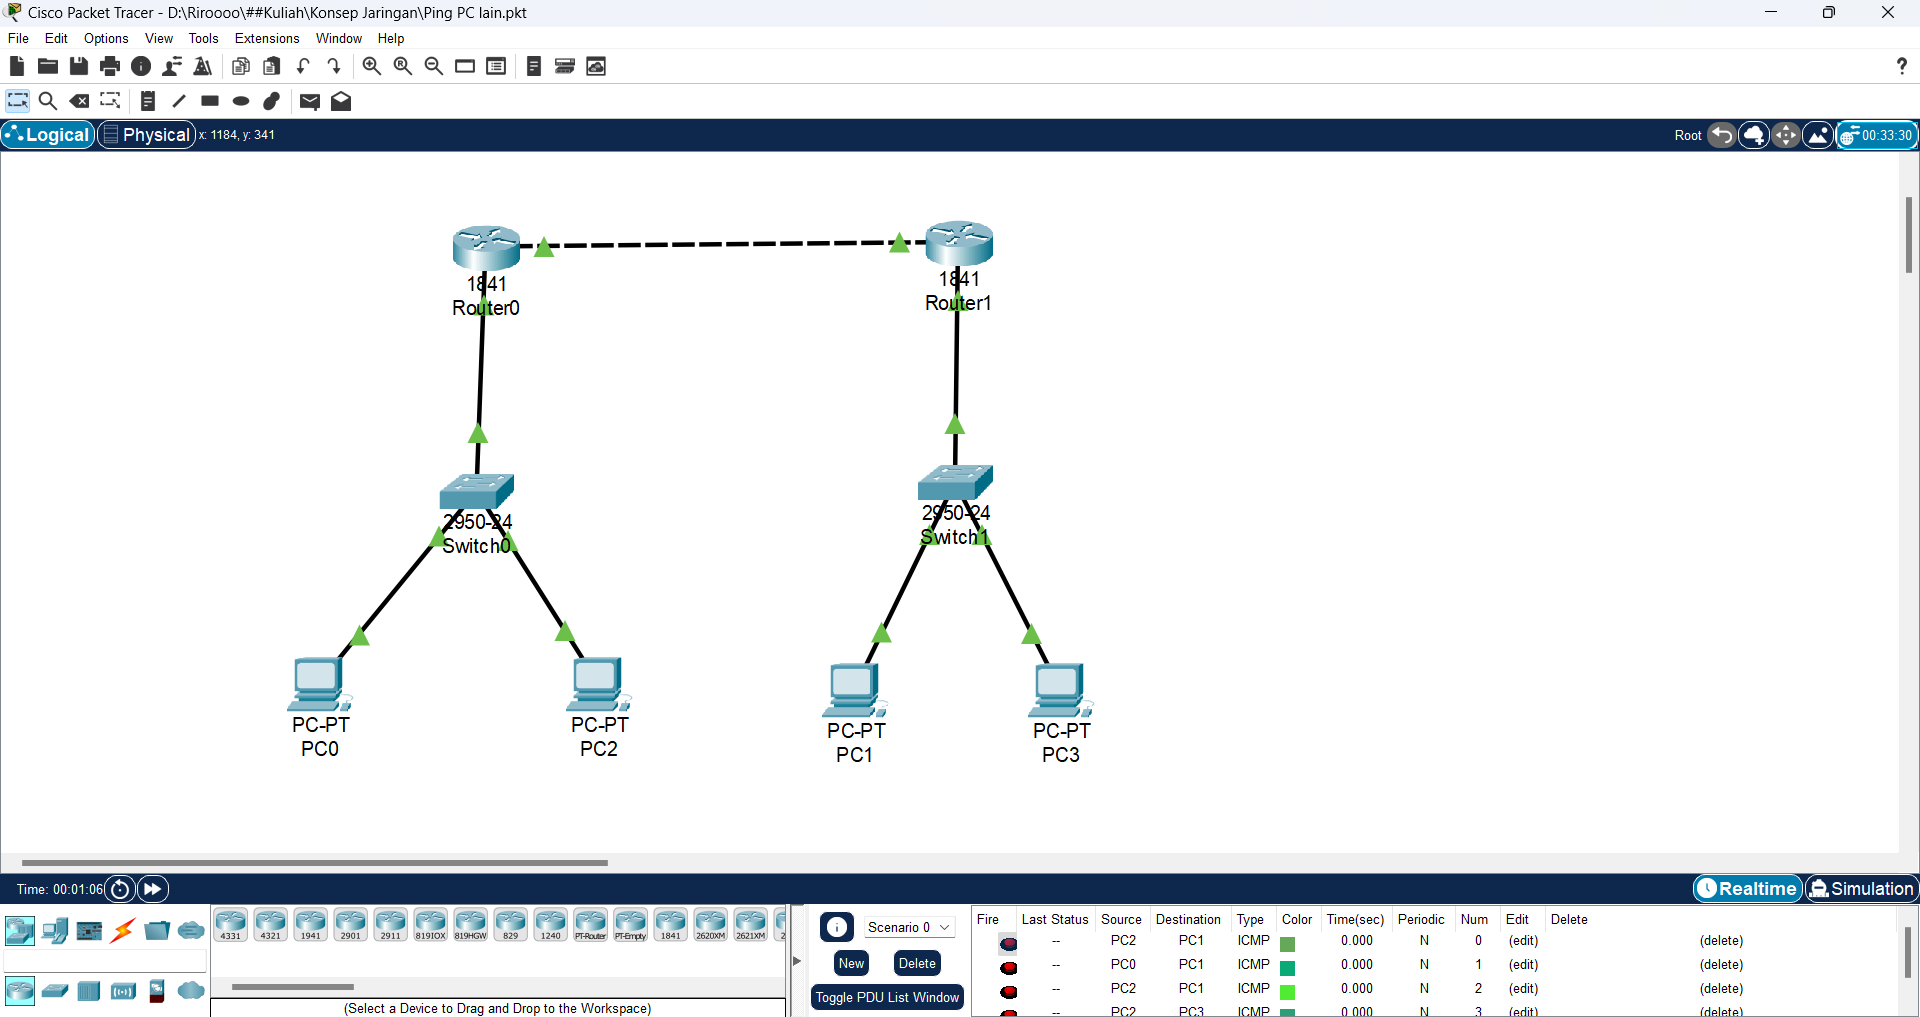 Cisco Packet Tracer - D:\Riroooo\##Kuliah\Konsep Jaringan\Ping PC lain.pkt
File Edit Options View Tools Extensions Window Help
Logical Physical x: 1184, y: 341 Root 00:33:30
1841
Router0
1841
Router1
2950-24
Switch0
2950-24
Switch1
PC-PT
PC0
PC-PT
PC2
PC-PT
PC1
PC-PT
PC3
Time: 00:01:06 Realtime Simulation
4331 4321 1941 2901 2911 819IOX 819HGW 829 1240 PT-Router PT-Empty 1841 2620XM 2621XM
(Select a Device to Drag and Drop to the Workspace)
Scenario 0
New Delete
Toggle PDU List Window
Fire Last Status Source Destination Type Color Time(sec) Periodic Num Edit Delete
-- PC2 PC1 ICMP 0.000 N 0 (edit) (delete)
-- PC0 PC1 ICMP 0.000 N 1 (edit) (delete)
-- PC2 PC1 ICMP 0.000 N 2 (edit) (delete)
-- PC2 PC3 ICMP 0.000 N 3 (edit) (delete)